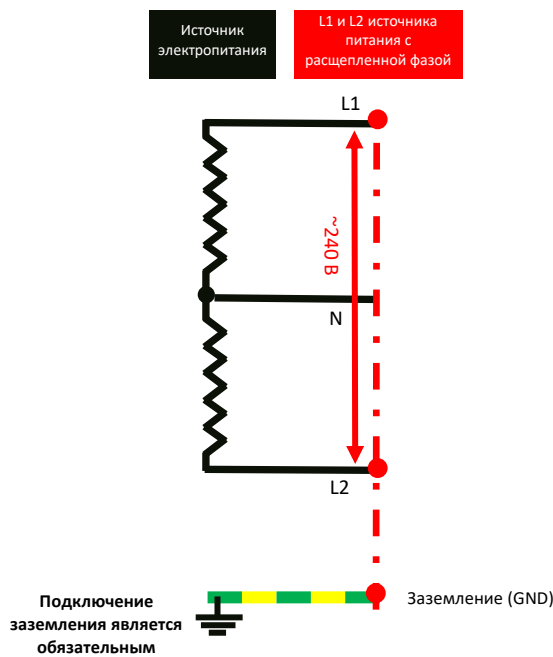 Источник
электропитания
L1 и L2 источника
питания с
расщепленной фазой
L1
~240 В
N
L2
Подключение
заземления является
обязательным
Заземление (GND)